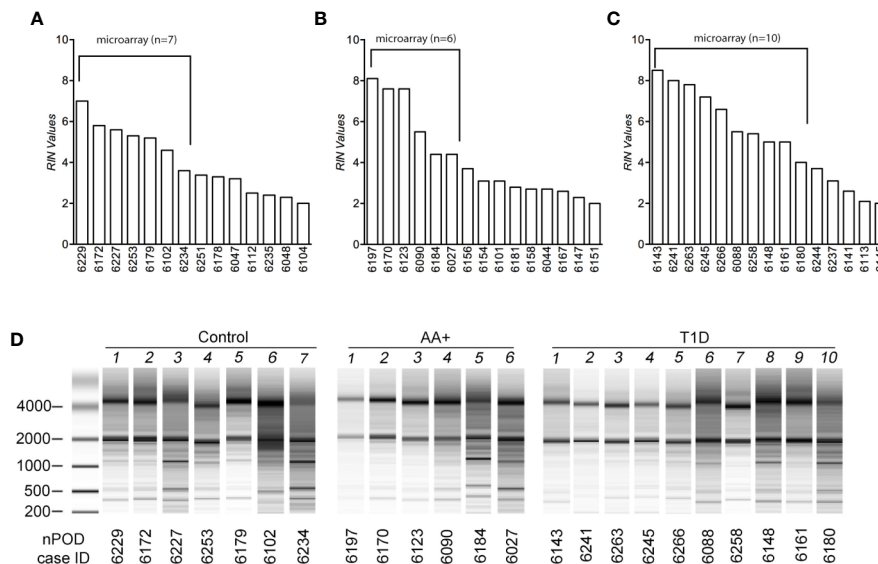 A
microarray (n=7)
10
8
6
4
2
0
RIN Values
6229 6172 6227 6253 6179 6102 6234 6251 6178 6047 6112 6235 6048 6104
B
microarray (n=6)
10
8
6
4
2
0
RIN Values
6197 6170 6123 6090 6184 6027 6156 6154 6101 6181 6158 6044 6167 6147 6151
C
microarray (n=10)
10
8
6
4
2
0
RIN Values
6143 6241 6263 6245 6266 6088 6258 6148 6161 6180 6244 6237 6141 6113
D
Control AA+ T1D
1 2 3 4 5 6 7 1 2 3 4 5 6 1 2 3 4 5 6 7 8 9 10
4000
2000
1000
500
200
nPOD
case ID
6229 6172 6227 6253 6179 6102 6234 6197 6170 6123 6090 6184 6027 6143 6241 6263 6245 6266 6088 6258 6148 6161 6180